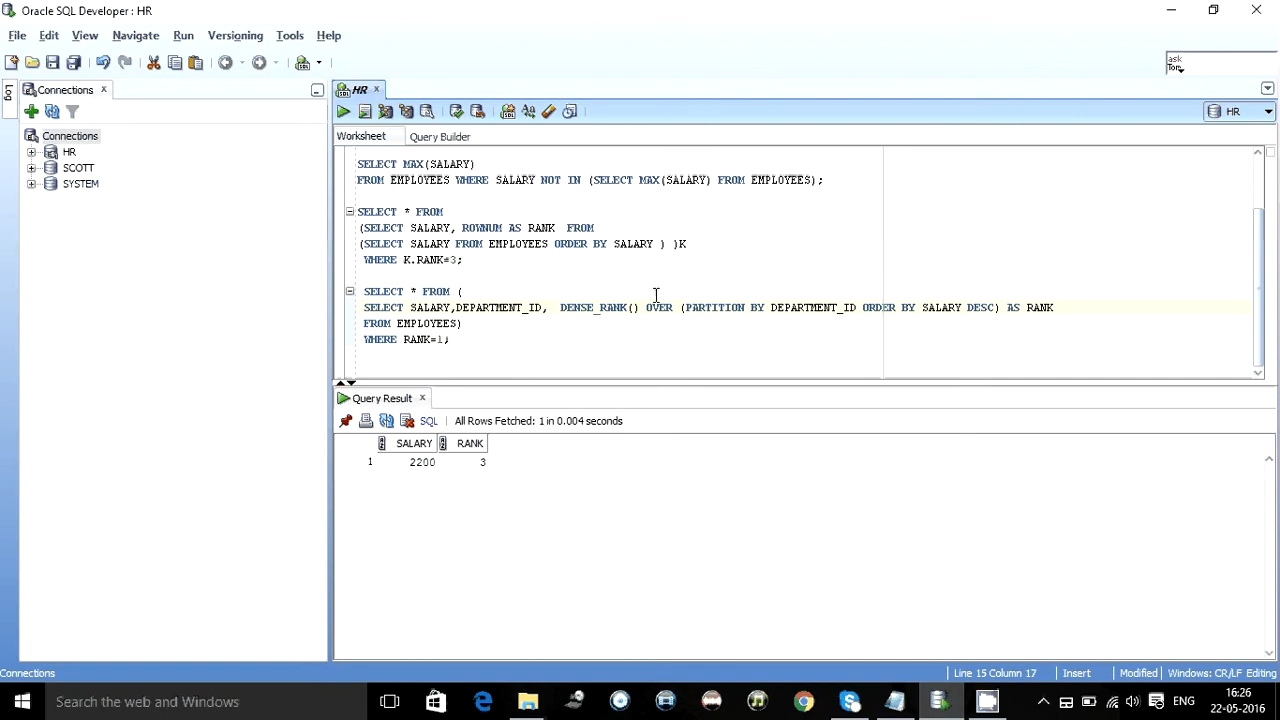 Oracle SQL Developer : HR
File Edit View Navigate Run Versioning Tools Help
ask
Tom
Log
Connections
HR
HR
Connections
HR
SCOTT
SYSTEM
Worksheet Query Builder
SELECT MAX(SALARY)
FROM EMPLOYEES WHERE SALARY NOT IN (SELECT MAX(SALARY) FROM EMPLOYEES);
SELECT * FROM
(SELECT SALARY, ROWNUM AS RANK FROM
(SELECT SALARY FROM EMPLOYEES ORDER BY SALARY ) )K
WHERE K.RANK=3;
SELECT * FROM (
SELECT SALARY,DEPARTMENT_ID, DENSE_RANK() OVER (PARTITION BY DEPARTMENT_ID ORDER BY SALARY DESC) AS RANK
FROM EMPLOYEES)
WHERE RANK=1;
Query Result
SQL All Rows Fetched: 1 in 0.004 seconds
SALARY RANK
1 2200 3
Connections Line 15 Column 17 Insert Modified Windows: CR/LF Editing
Search the web and Windows
ENG
16:26
22-05-2016